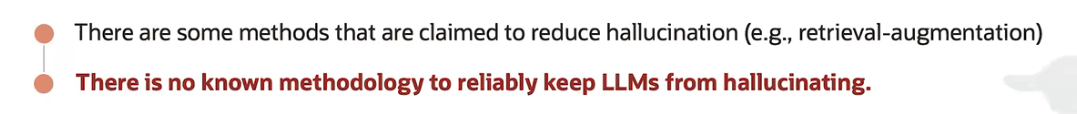 There are some methods that are claimed to reduce hallucination (e.g., retrieval-augmentation)
There is no known methodology to reliably keep LLMs from hallucinating.